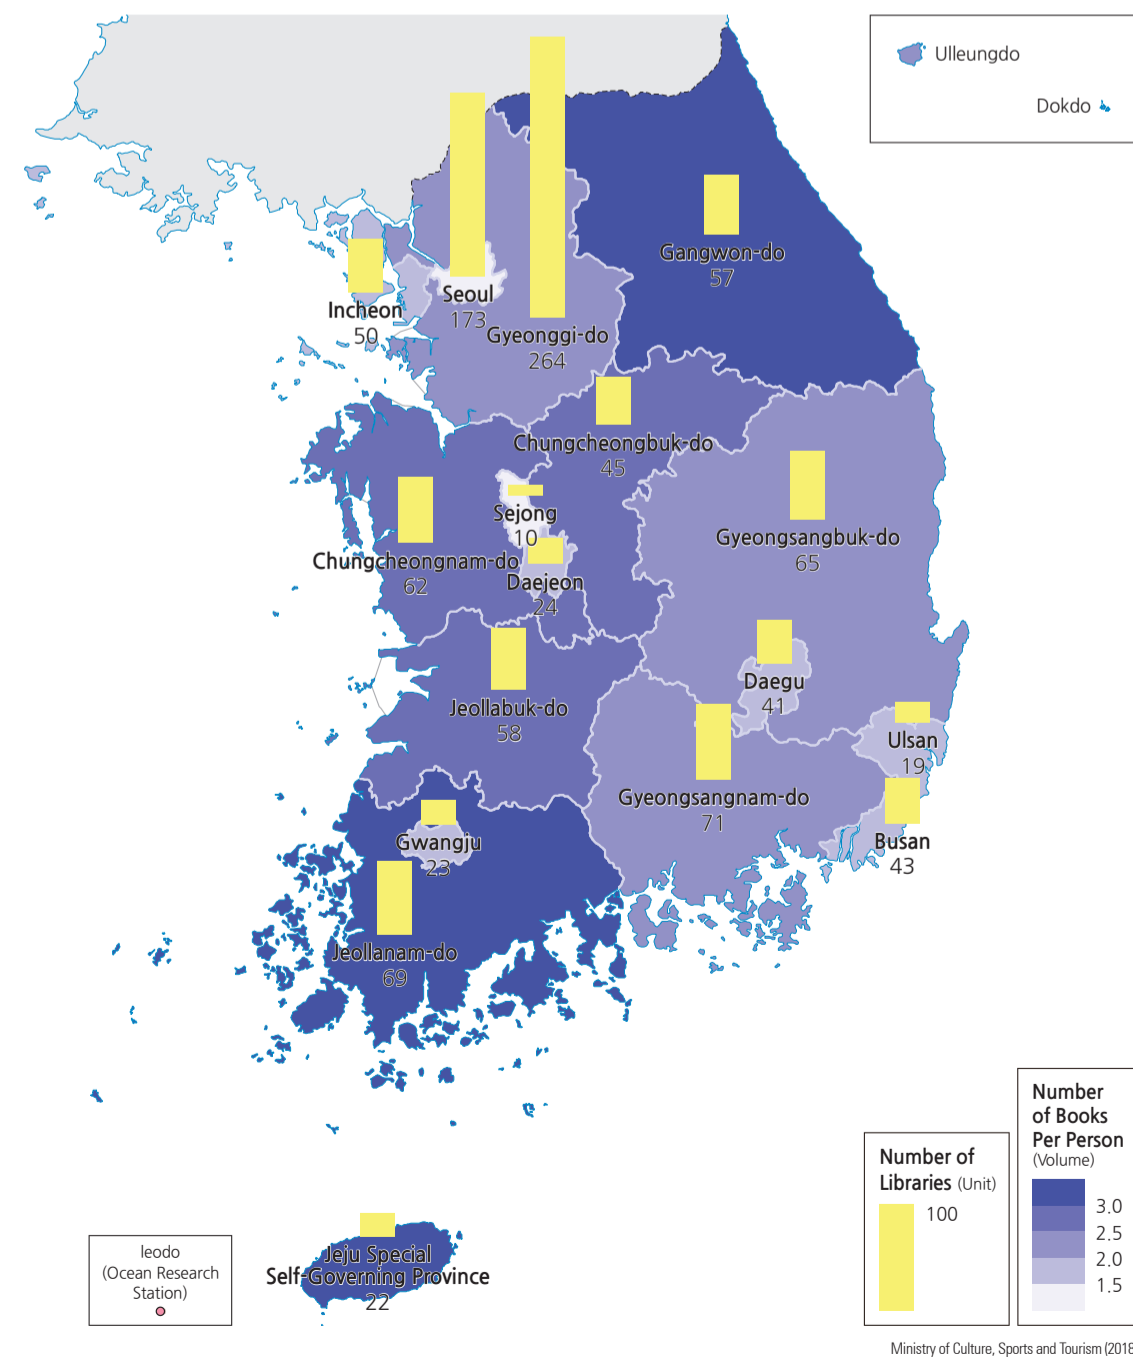 Ulleungdo
Dokdo
Gangwon-do
57
Incheon
50
Seoul
173
Gyeonggi-do
264
Chungcheongbuk-do
45
Sejong
10
Gyeongsangbuk-do
65
Chungcheongnam-do
62
Daejeon
24
Daegu
41
Jeollabuk-do
58
Ulsan
19
Gyeongsangnam-do
71
Busan
43
Gwangju
23
Jeollanam-do
69
Jeju Special
Self-Governing Province
22
Ieodo
(Ocean Research
Station)
Number of
Libraries (Unit)
100
Number
of Books
Per Person
(Volume)
3.0
2.5
2.0
1.5
Ministry of Culture, Sports and Tourism (2018